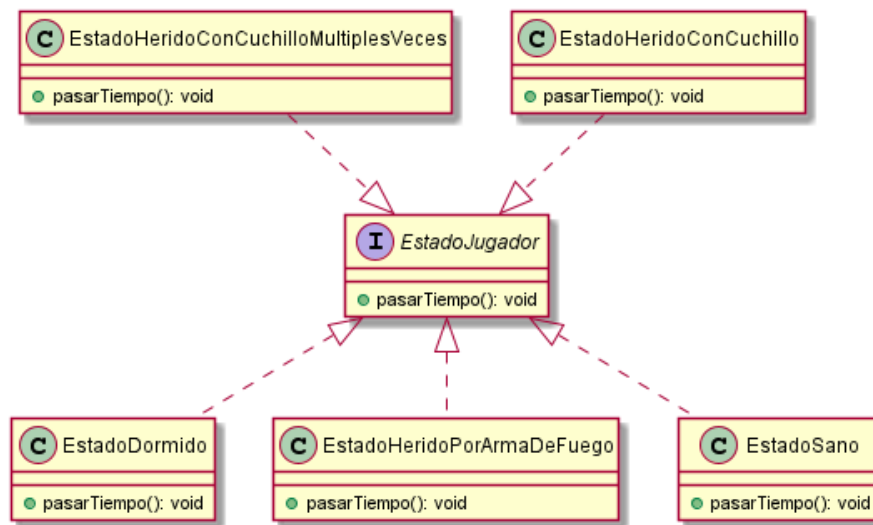 C EstadoHeridoConCuchilloMultiplesVeces
pasarTiempo(): void
C EstadoHeridoConCuchillo
pasarTiempo(): void
I EstadoJugador
pasarTiempo(): void
C EstadoDormido
pasarTiempo(): void
C EstadoHeridoPorArmaDeFuego
pasarTiempo(): void
C EstadoSano
pasarTiempo(): void